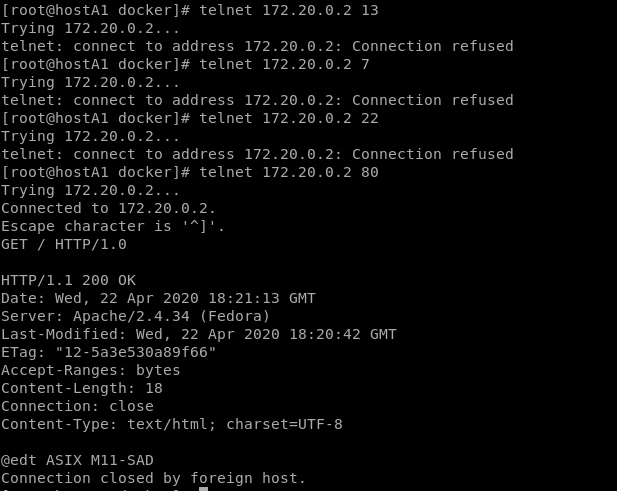 [root@hostA1 docker]# telnet 172.20.0.2 13
Trying 172.20.0.2...
telnet: connect to address 172.20.0.2: Connection refused
[root@hostA1 docker]# telnet 172.20.0.2 7
Trying 172.20.0.2...
telnet: connect to address 172.20.0.2: Connection refused
[root@hostA1 docker]# telnet 172.20.0.2 22
Trying 172.20.0.2...
telnet: connect to address 172.20.0.2: Connection refused
[root@hostA1 docker]# telnet 172.20.0.2 80
Trying 172.20.0.2...
Connected to 172.20.0.2.
Escape character is '^]'.
GET / HTTP/1.0

HTTP/1.1 200 OK
Date: Wed, 22 Apr 2020 18:21:13 GMT
Server: Apache/2.4.34 (Fedora)
Last-Modified: Wed, 22 Apr 2020 18:20:42 GMT
ETag: "12-5a3e530a89f66"
Accept-Ranges: bytes
Content-Length: 18
Connection: close
Content-Type: text/html; charset=UTF-8

@edt ASIX M11-SAD
Connection closed by foreign host.